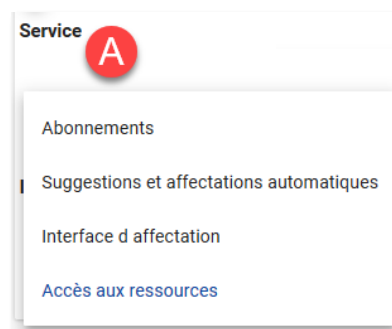 Service
A
Abonnements
Suggestions et affectations automatiques
Interface d affectation
Accès aux ressources